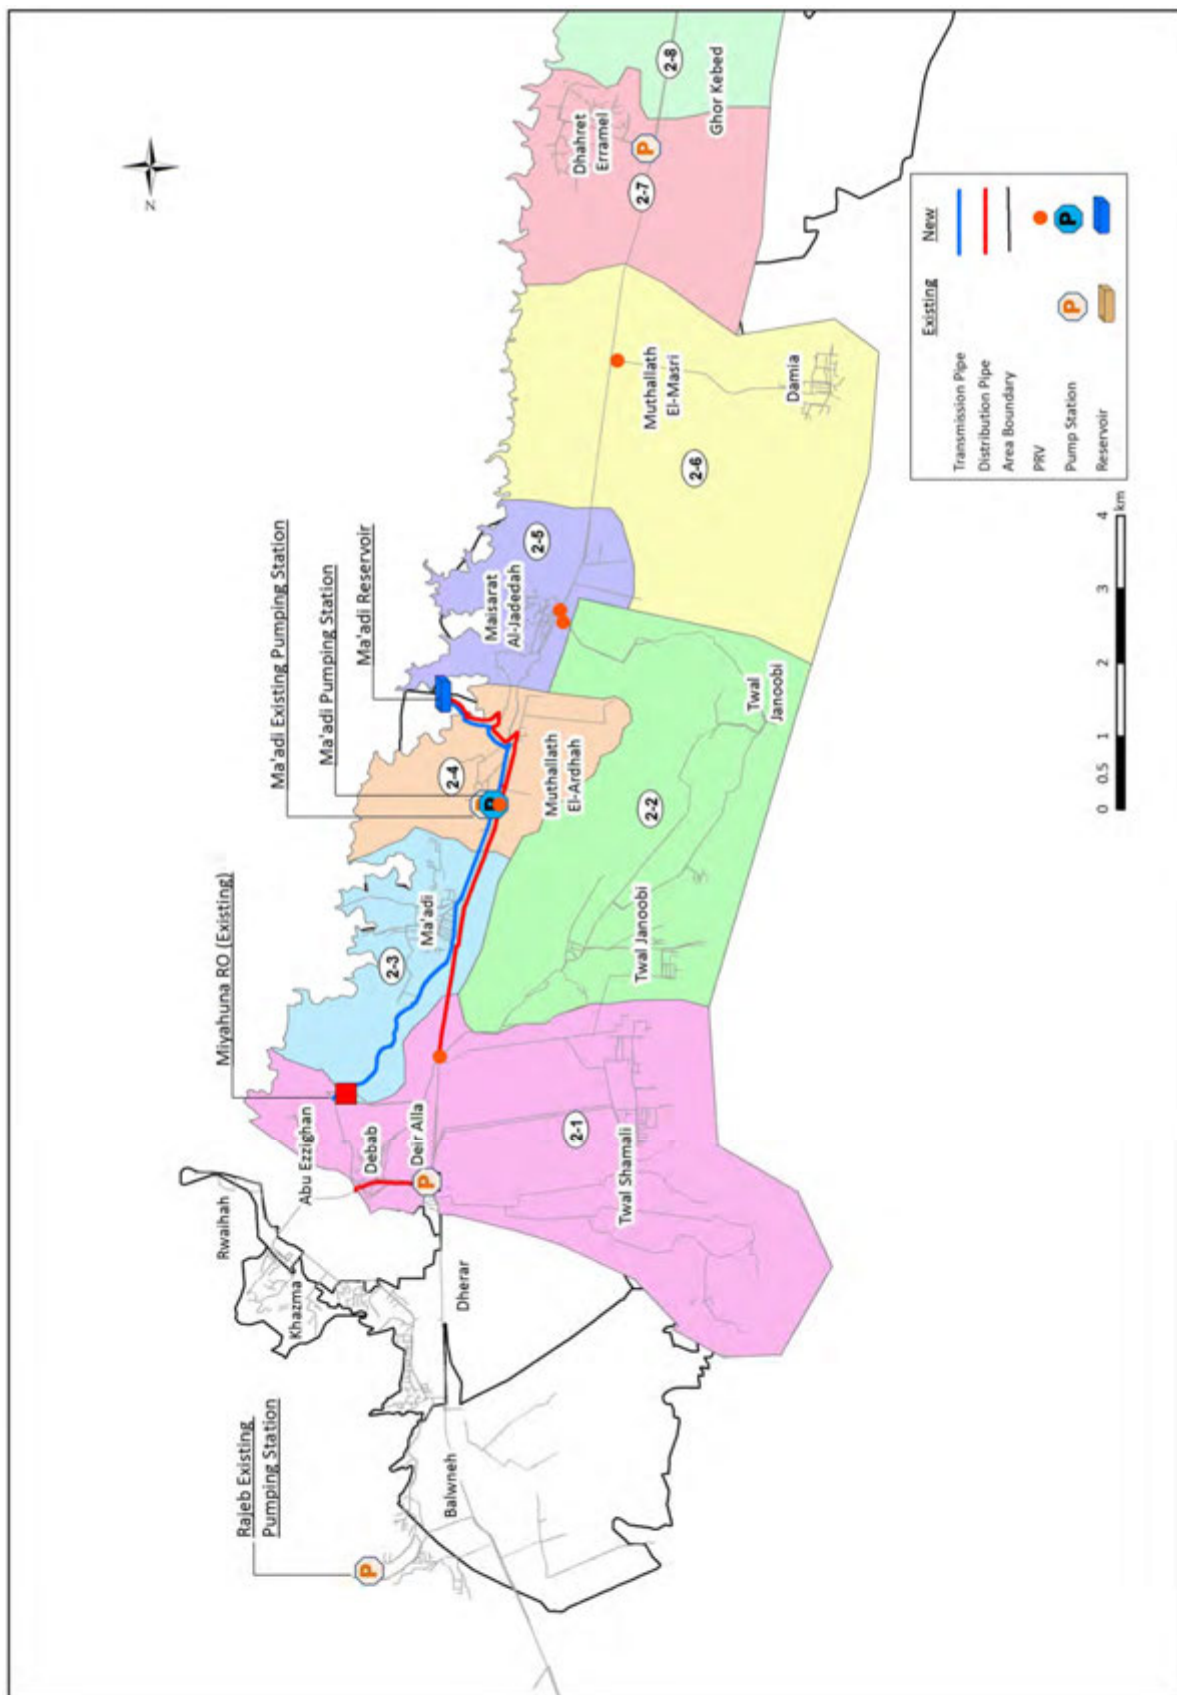 Rajeb Existing
Pumping Station
Miyahuna RO (Existing)
Ma'adi Existing Pumping Station
Ma'adi Pumping Station
Ma'adi Reservoir
N
Rwaihah
Khazma
Abu Ezzighan
Debab
Deir Alla
Dherar
Balwneh
P
P
2-1
Twal Shamali
2-3
Ma'adi
2-4
P
Muthallath
El-Ardhah
2-2
Twal Janoobi
Twal
Janoobi
Maisarat
Al-Jadedah
2-5
2-6
Muthallath
El-Masri
Damia
Dhahret
Erramel
P
2-7
2-8
Ghor Kebed
0 0.5 1 2 3 4
km
Existing New
Transmission Pipe
Distribution Pipe
Area Boundary
PRV
Pump Station P P
Reservoir